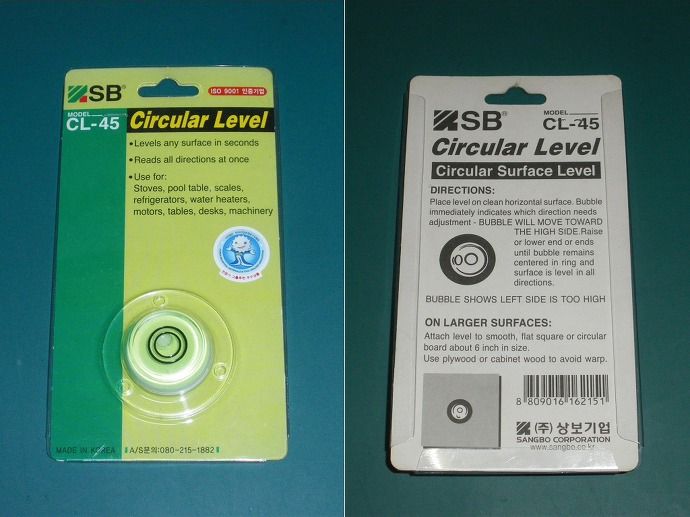 SB®
ISO 9001 인증기업
MODEL
CL-45
Circular Level
•Levels any surface in seconds
•Reads all directions at once
•Use for:
Stoves, pool table, scales,
refrigerators, water heaters,
motors, tables, desks, machinery
MADE IN KOREA
A/S문의:080-215-1882
SB®
MODEL
CL-45
Circular Level
Circular Surface Level
DIRECTIONS:
Place level on clean horizontal surface. Bubble
immediately indicates which direction needs
adjustment - BUBBLE WILL MOVE TOWARD
THE HIGH SIDE.Raise
or lower end or ends
until bubble remains
centered in ring and
surface is level in all
directions.
BUBBLE SHOWS LEFT SIDE IS TOO HIGH
ON LARGER SURFACES:
Attach level to smooth, flat square or circular
board about 6 inch in size.
Use plywood or cabinet wood to avoid warp.
8 809016 162151
(주) 상보기업
SANGBO CORPORATION
www.sangbo.co.kr